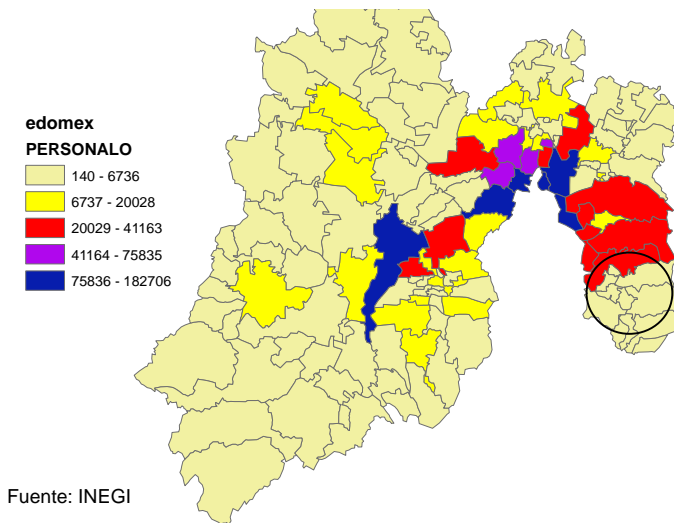 edomex
PERSONALO
140 - 6736
6737 - 20028
20029 - 41163
41164 - 75835
75836 - 182706
Fuente: INEGI